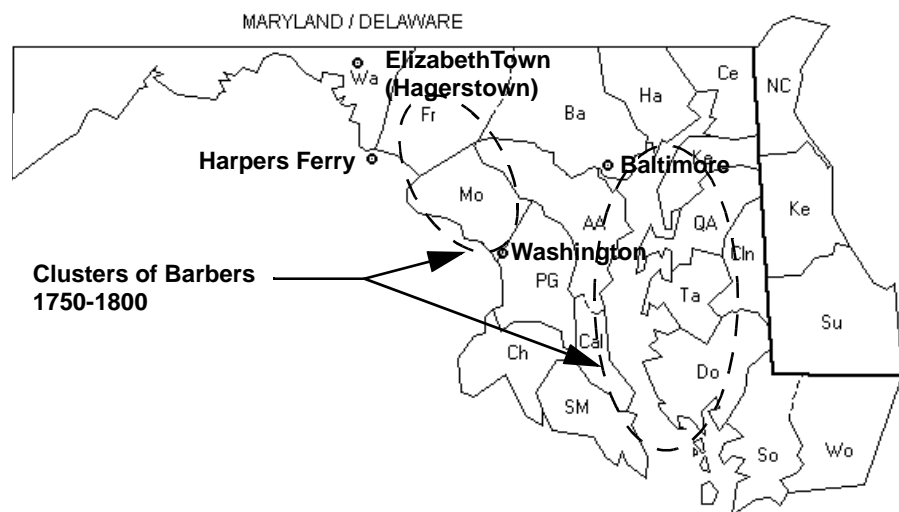 MARYLAND / DELAWARE
ElizabethTown
(Hagerstown)
Wa
Fr
Ba
Ha
Ce
NC
Harpers Ferry
Baltimore
Ke
Mo
AA
QA
Ke
Washington
Cln
Clusters of Barbers
1750-1800
PG
Ta
Su
Ch
Cal
Do
SM
So
Wo